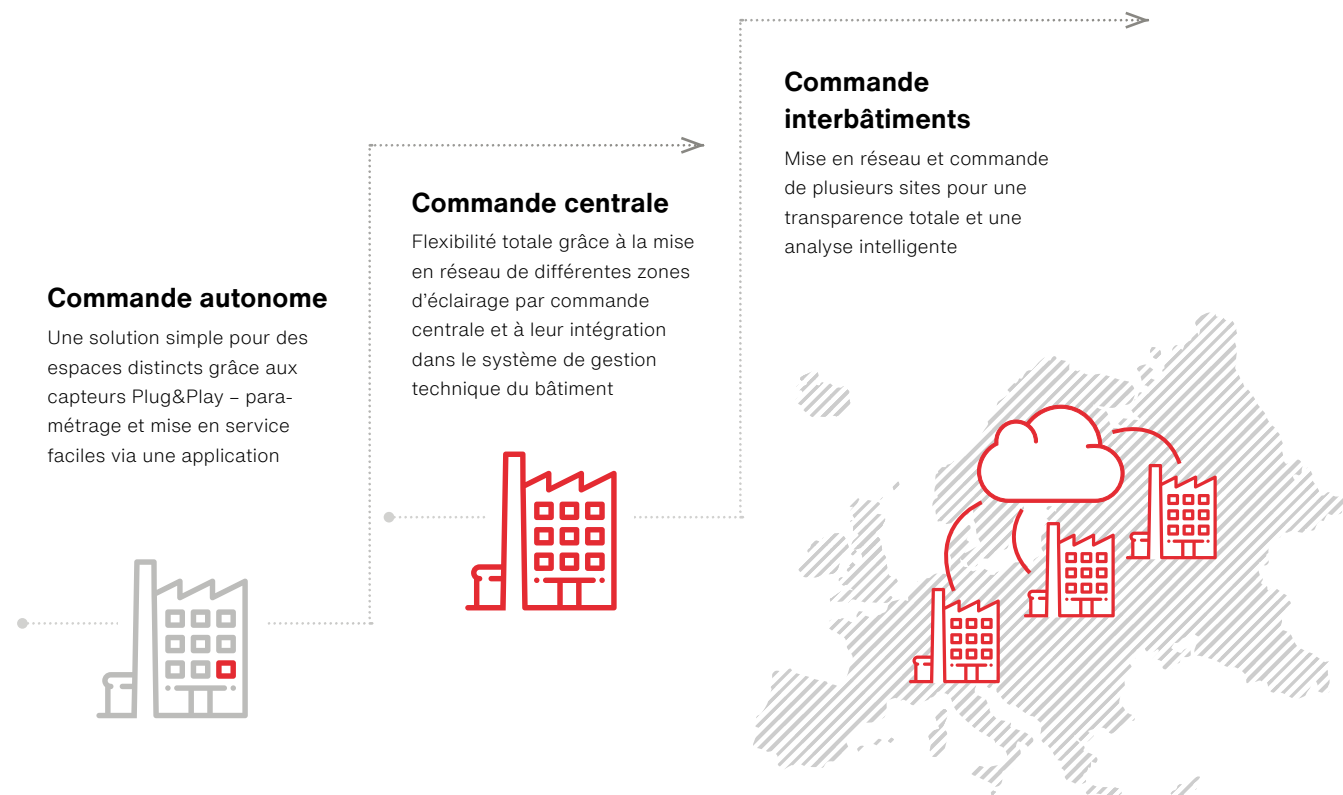 Commande autonome
Une solution simple pour des
espaces distincts grâce aux
capteurs Plug&Play – para-
métrage et mise en service
faciles via une application
Commande centrale
Flexibilité totale grâce à la mise
en réseau de différentes zones
d'éclairage par commande
centrale et à leur intégration
dans le système de gestion
technique du bâtiment
Commande
interbâtiments
Mise en réseau et commande
de plusieurs sites pour une
transparence totale et une
analyse intelligente